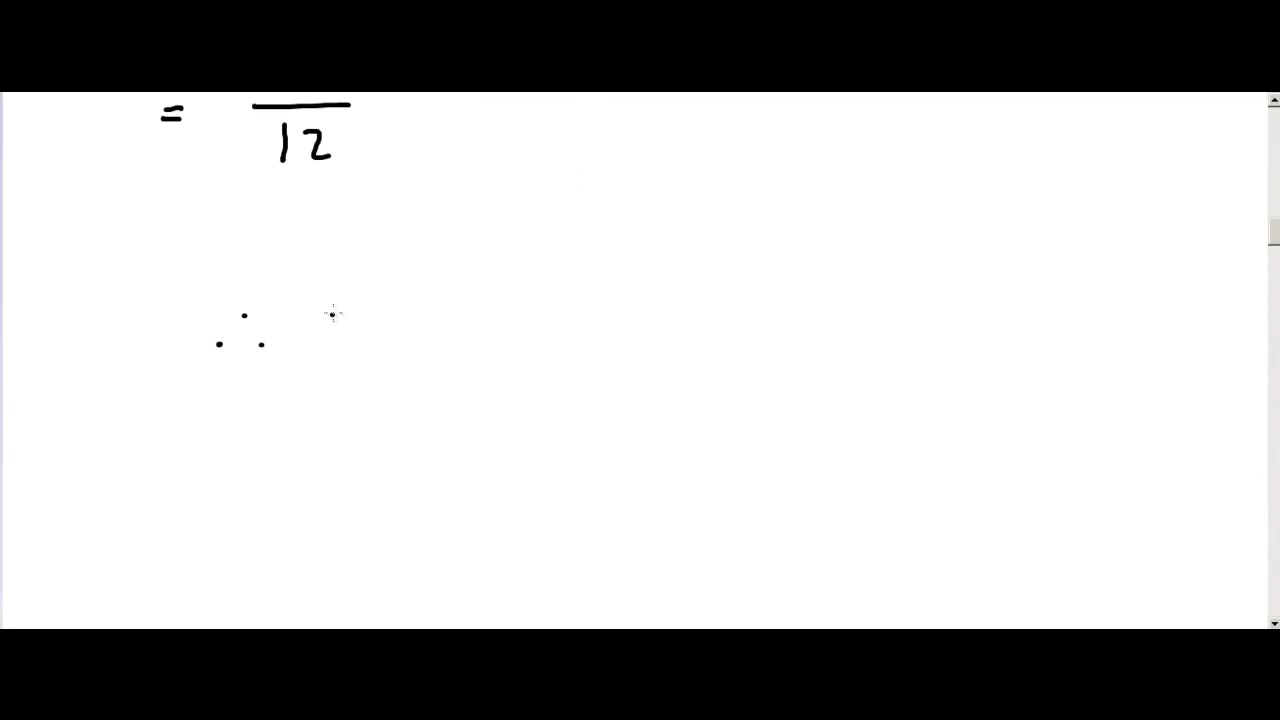 =
12
∴